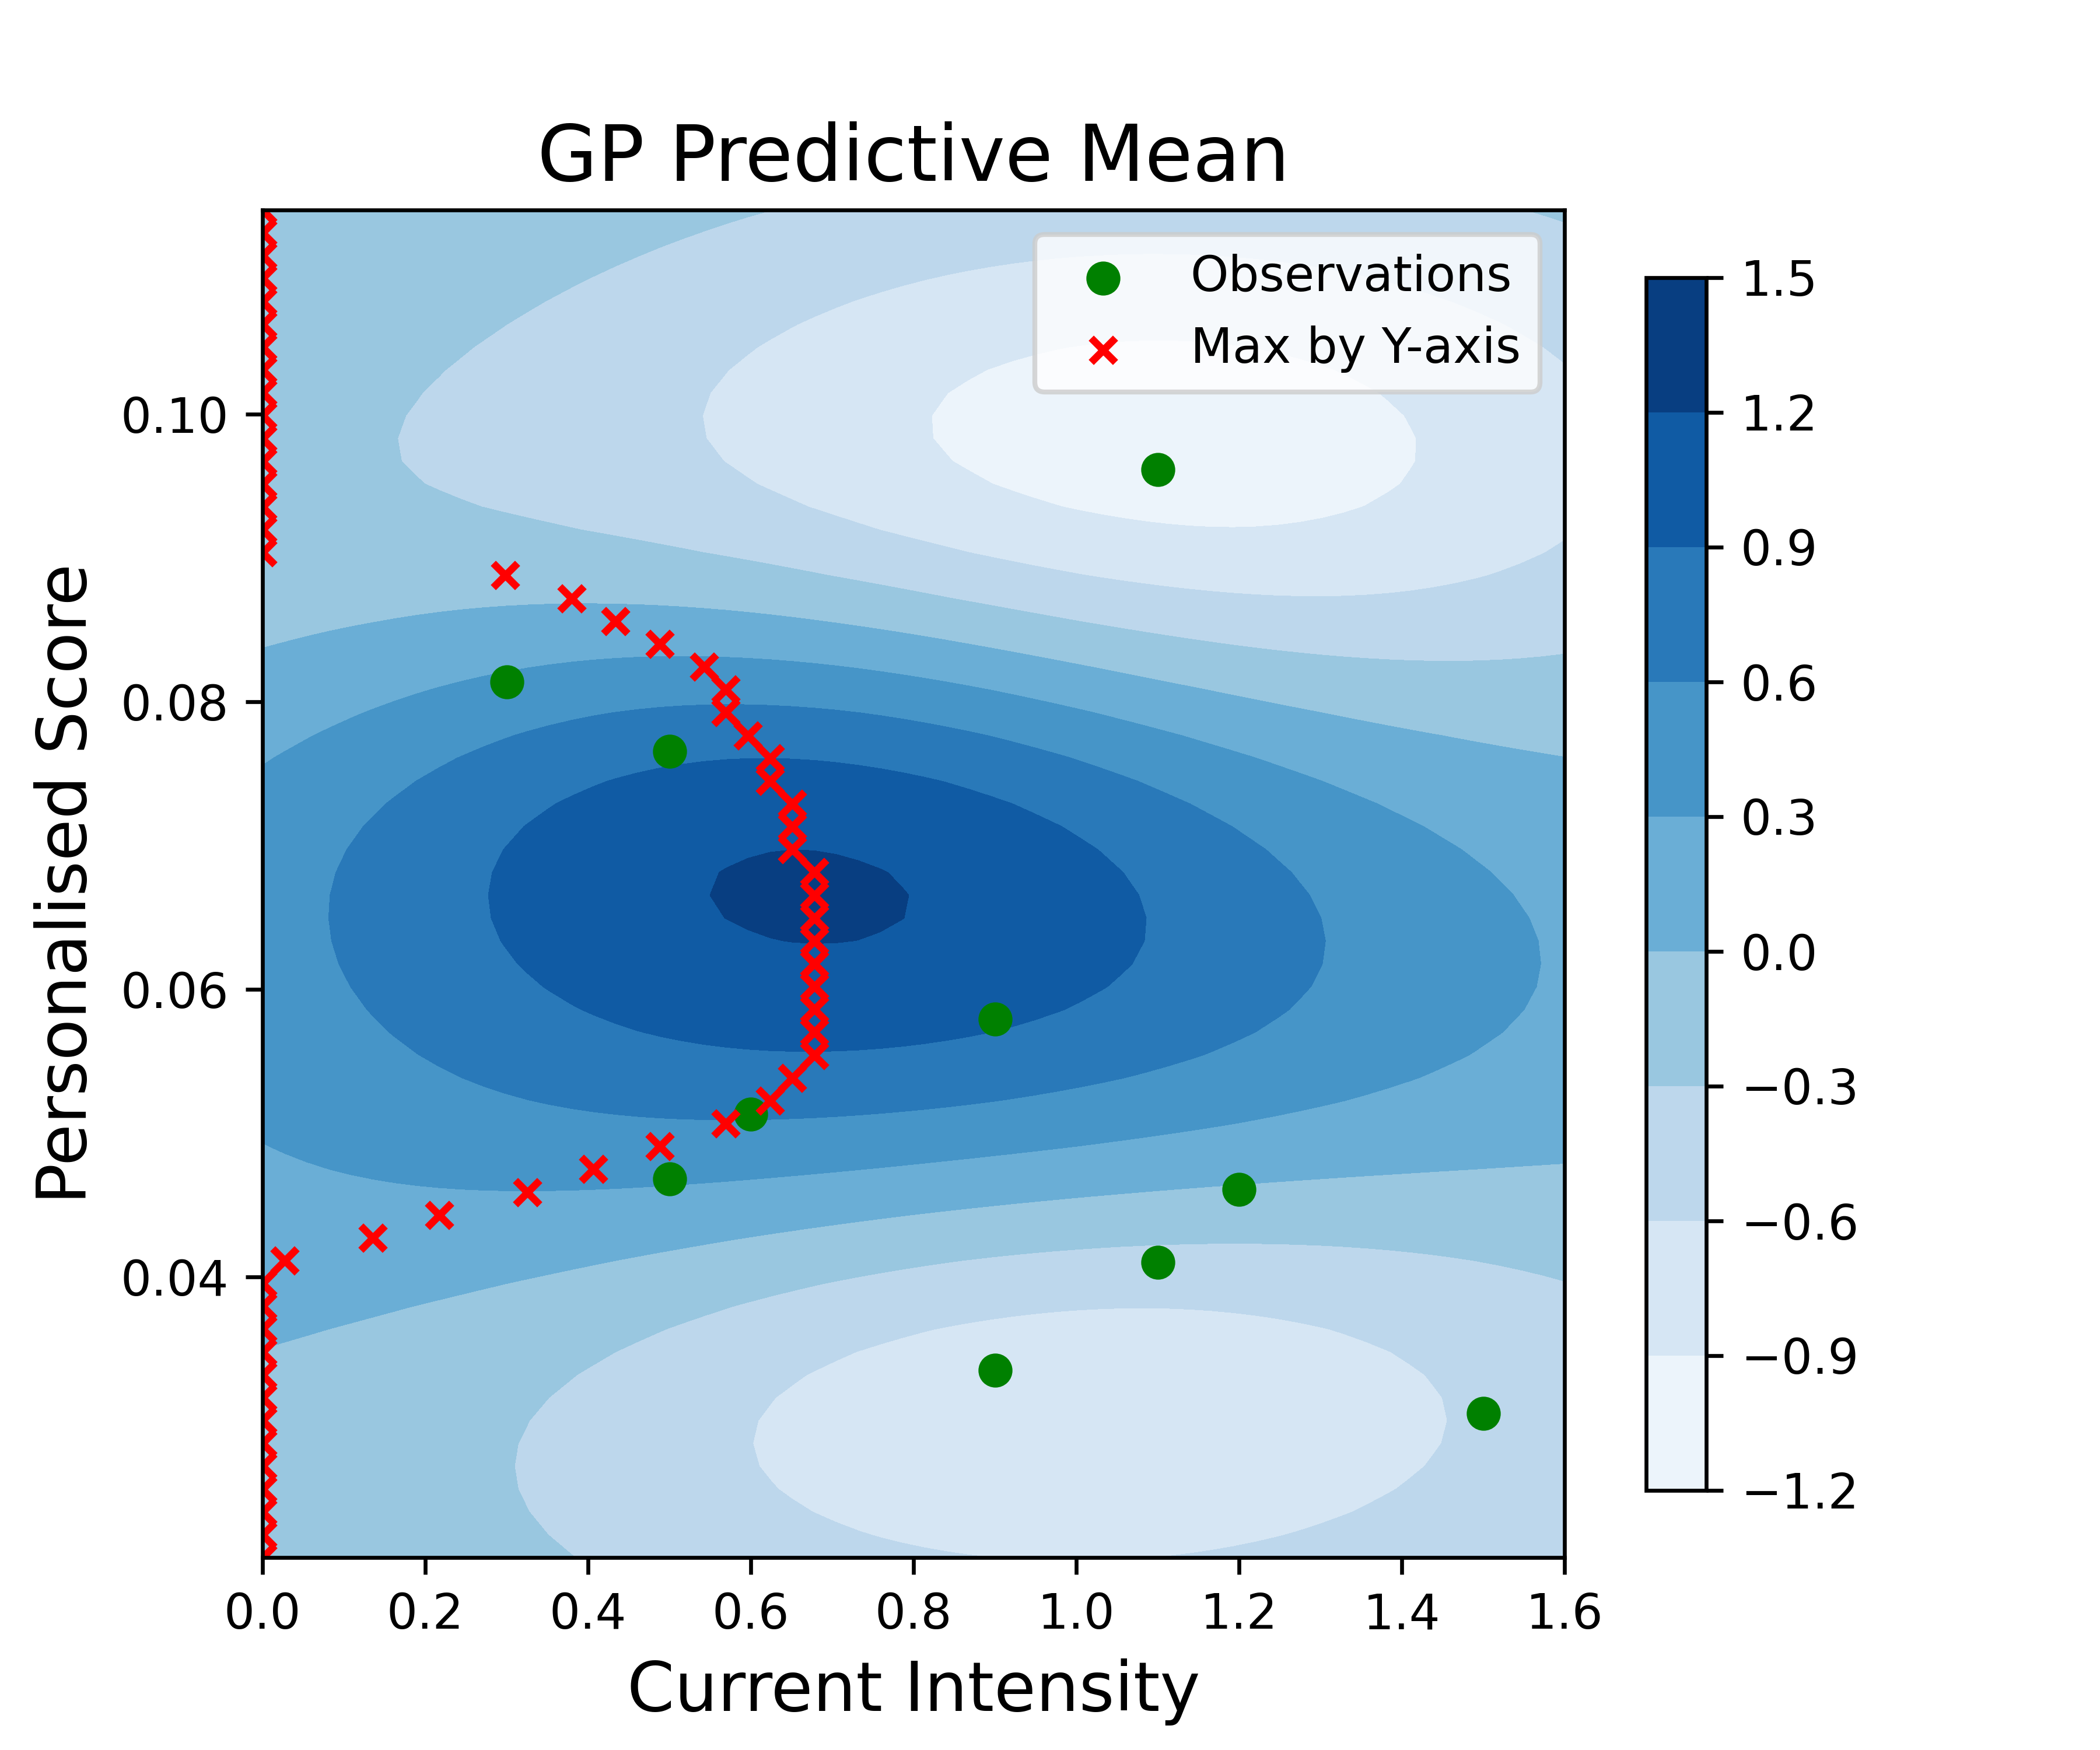 GP Predictive Mean
Observations
Max by Y-axis
Personalised Score
0.10
0.08
0.06
0.04
0.0 0.2 0.4 0.6 0.8 1.0 1.2 1.4 1.6
Current Intensity
1.5
1.2
0.9
0.6
0.3
0.0
−0.3
−0.6
−0.9
−1.2